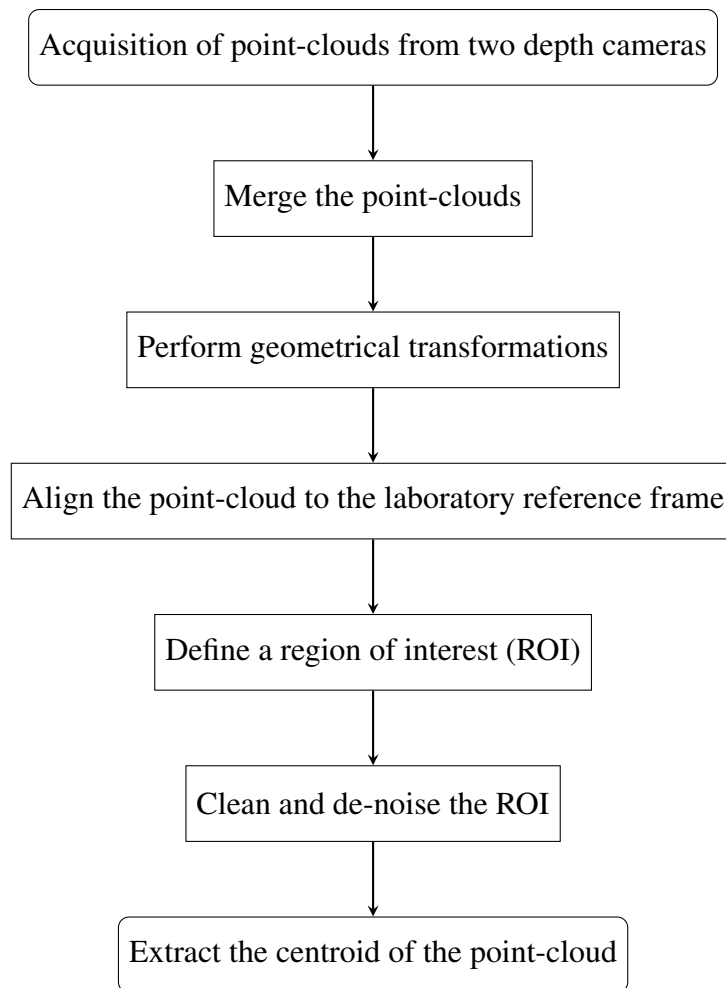 Acquisition of point-clouds from two depth cameras
Merge the point-clouds
Perform geometrical transformations
Align the point-cloud to the laboratory reference frame
Define a region of interest (ROI)
Clean and de-noise the ROI
Extract the centroid of the point-cloud